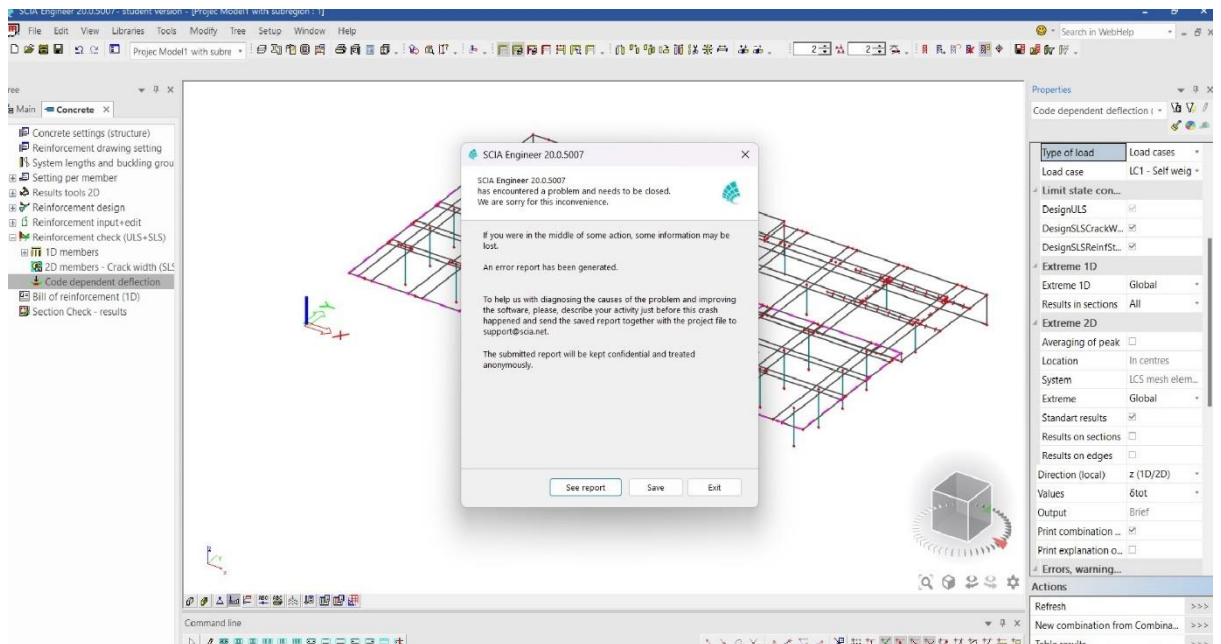 SCIA Engineer 20.0.5007 - student version - [Projec Model1 with subregion : 1]
File Edit View Libraries Tools Modify Tree Setup Window Help
Search in WebHelp
Projec Model1 with subre
2
2
ree
Main
Concrete
Concrete settings (structure)
Reinforcement drawing setting
System lengths and buckling grou
Setting per member
Results tools 2D
Reinforcement design
Reinforcement input+edit
Reinforcement check (ULS+SLS)
1D members
2D members - Crack width (SLS
Code dependent deflection
Bill of reinforcement (1D)
Section Check - results
SCIA Engineer 20.0.5007
SCIA Engineer 20.0.5007
has encountered a problem and needs to be closed.
We are sorry for this inconvenience.
If you were in the middle of some action, some information may be
lost.
An error report has been generated.
To help us with diagnosing the causes of the problem and improving
the software, please, describe your activity just before this crash
happened and send the saved report together with the project file to
support@scia.net.
The submitted report will be kept confidential and treated
anonymously.
See report Save Exit
Command line
Properties
Code dependent deflection (
Type of load Load cases
Load case LC1 - Self weig
Limit state con...
DesignULS
DesignSLSCrackW...
DesignSLSReinfSt...
Extreme 1D
Extreme 1D Global
Results in sections All
Extreme 2D
Averaging of peak
Location In centres
System LCS mesh elem...
Extreme Global
Standart results
Results on sections
Results on edges
Direction (local) z (1D/2D)
Values δtot
Output Brief
Print combination ...
Print explanation o...
Errors, warning...
Actions
Refresh >>>
New combination from Combina... >>>
Table results >>>